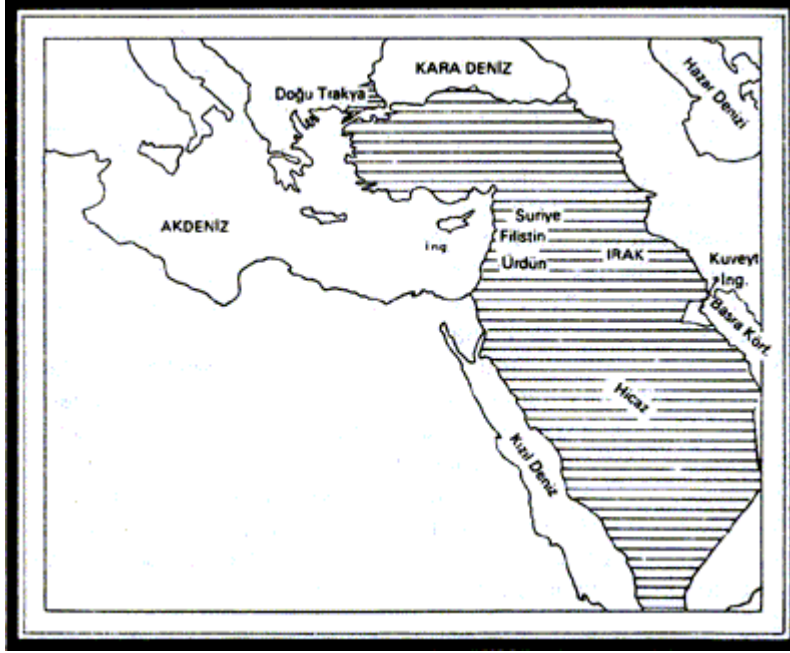 KARA DENİZ
Hazar Denizi
Doğu Trakya
AKDENİZ
İng.
Suriye
Filistin
Ürdün
IRAK
Kuveyt
İng.
Basra Körf.
Hicaz
Kızıl Deniz